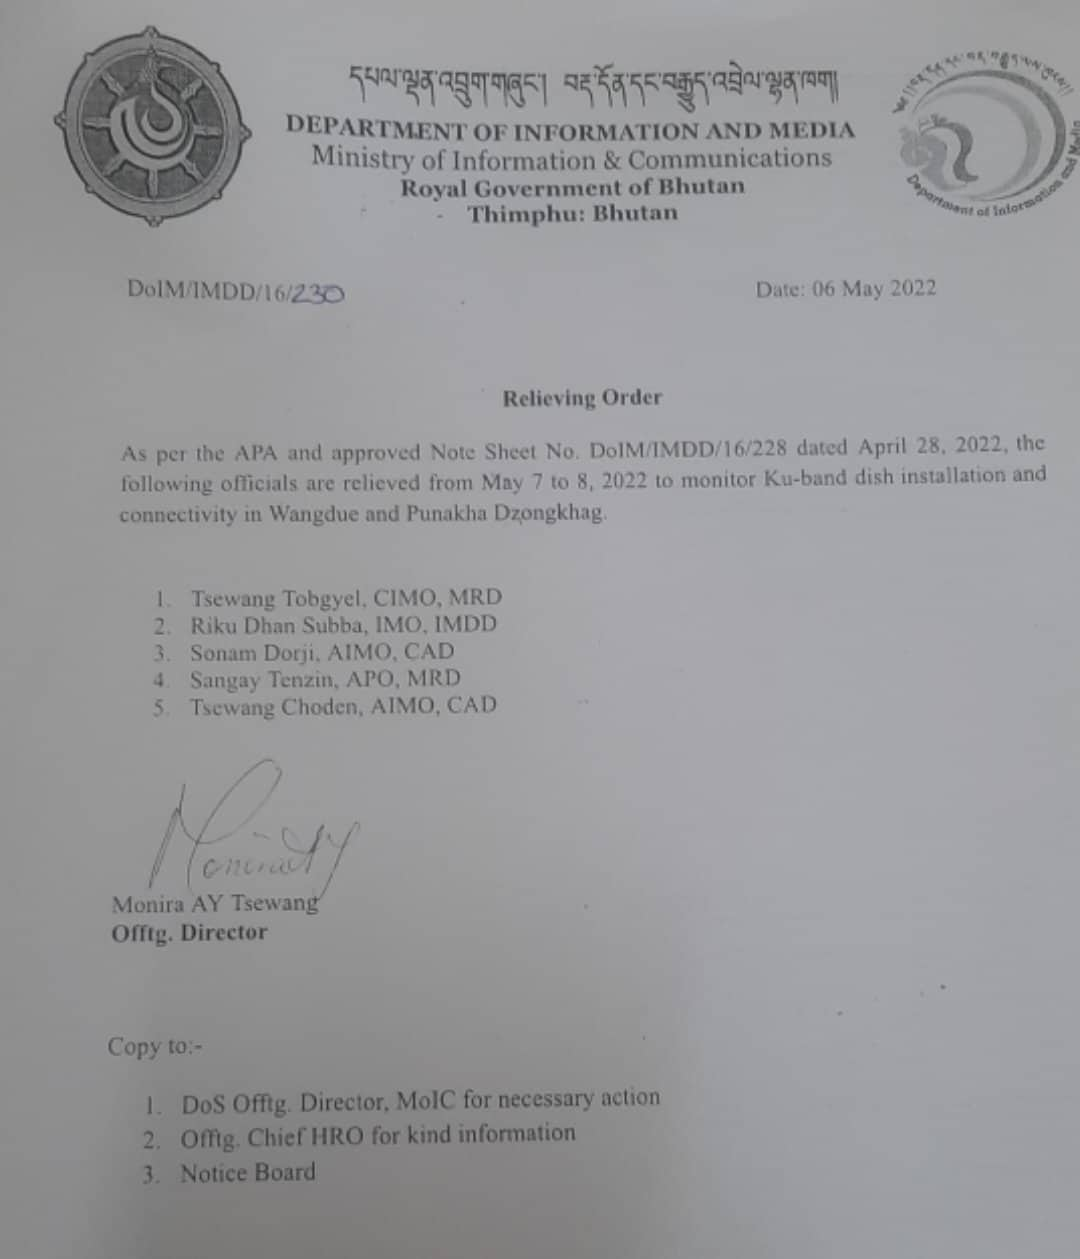 དཔལ་ལྡན་འབྲུག་གཞུང་། བརྡ་དོན་དང་བརྒྱུད་འབྲེལ་ལྷན་ཁག།
DEPARTMENT OF INFORMATION AND MEDIA
Ministry of Information & Communications
Royal Government of Bhutan
Thimphu: Bhutan
Department of Information and Media
DoIM/IMDD/16/230
Date: 06 May 2022
Relieving Order
As per the APA and approved Note Sheet No. DoIM/IMDD/16/228 dated April 28, 2022, the
following officials are relieved from May 7 to 8, 2022 to monitor Ku-band dish installation and
connectivity in Wangdue and Punakha Dzongkhag.
1. Tsewang Tobgyel, CIMO, MRD
2. Riku Dhan Subba, IMO, IMDD
3. Sonam Dorji, AIMO, CAD
4. Sangay Tenzin, APO, MRD
5. Tsewang Choden, AIMO, CAD
Monira AY Tsewang
Offtg. Director
Copy to:-
1. DoS Offtg. Director, MoIC for necessary action
2. Offtg. Chief HRO for kind information
3. Notice Board